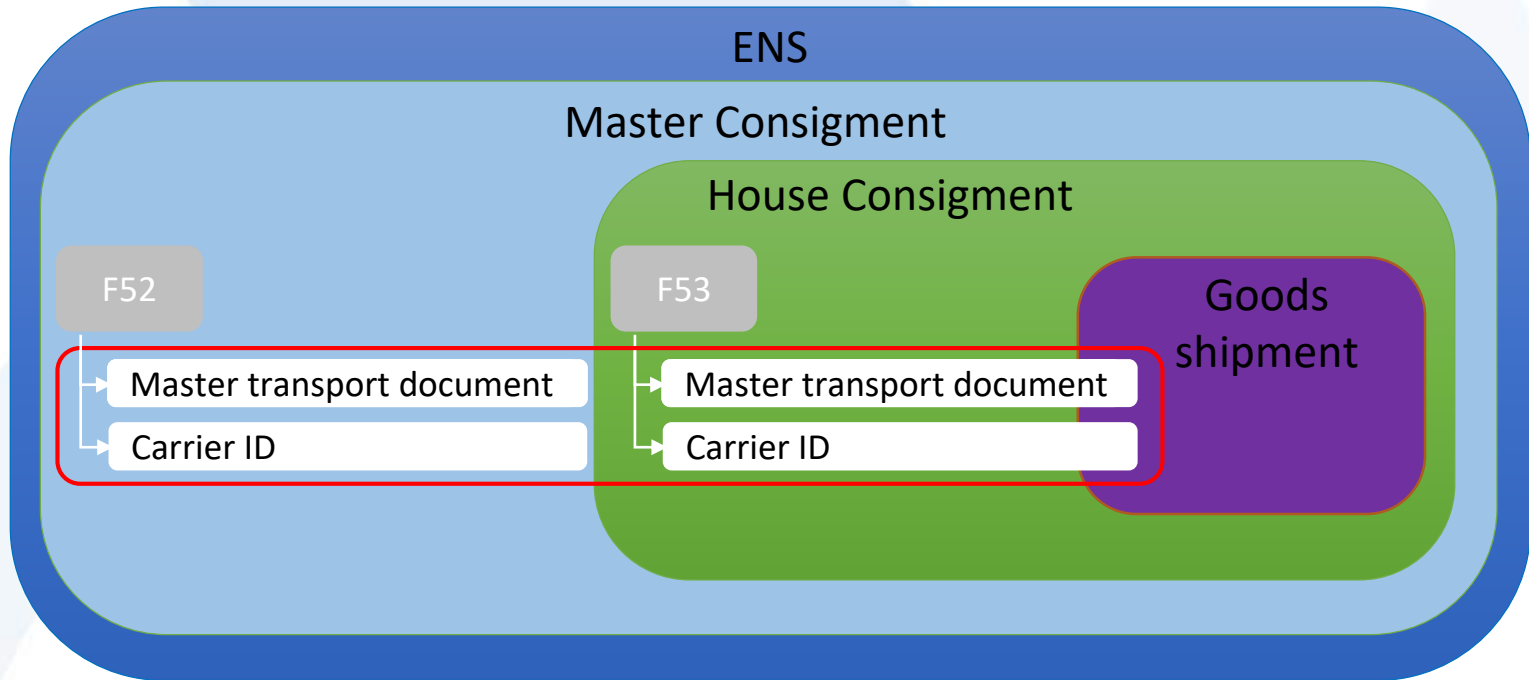 ENS
Master Consigment
House Consigment
F52
F53
Goods
shipment
Master transport document
Master transport document
Carrier ID
Carrier ID